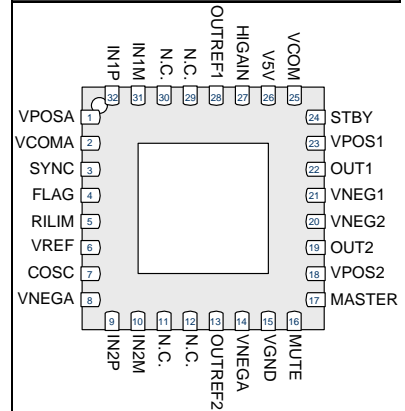 IN1P
IN1M
N.C.
N.C.
OUTREF1
HIGAIN
V5V
VCOM
32
31
30
29
28
27
26
25
VPOSA 1
VCOMA 2
SYNC 3
FLAG 4
RILIM 5
VREF 6
COSC 7
VNEGA 8
24 STBY
23 VPOS1
22 OUT1
21 VNEG1
20 VNEG2
19 OUT2
18 VPOS2
17 MASTER
9
10
11
12
13
14
15
16
IN2P
IN2M
N.C.
N.C.
OUTREF2
VNEGA
VGND
MUTE